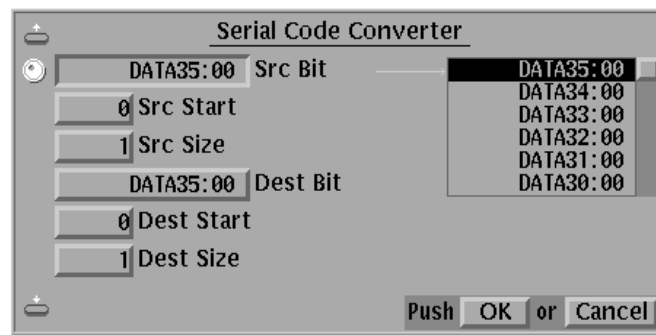 Serial Code Converter
DATA35:00 Src Bit
0 Src Start
1 Src Size
DATA35:00 Dest Bit
0 Dest Start
1 Dest Size
DATA35:00
DATA34:00
DATA33:00
DATA32:00
DATA31:00
DATA30:00
Push OK or Cancel